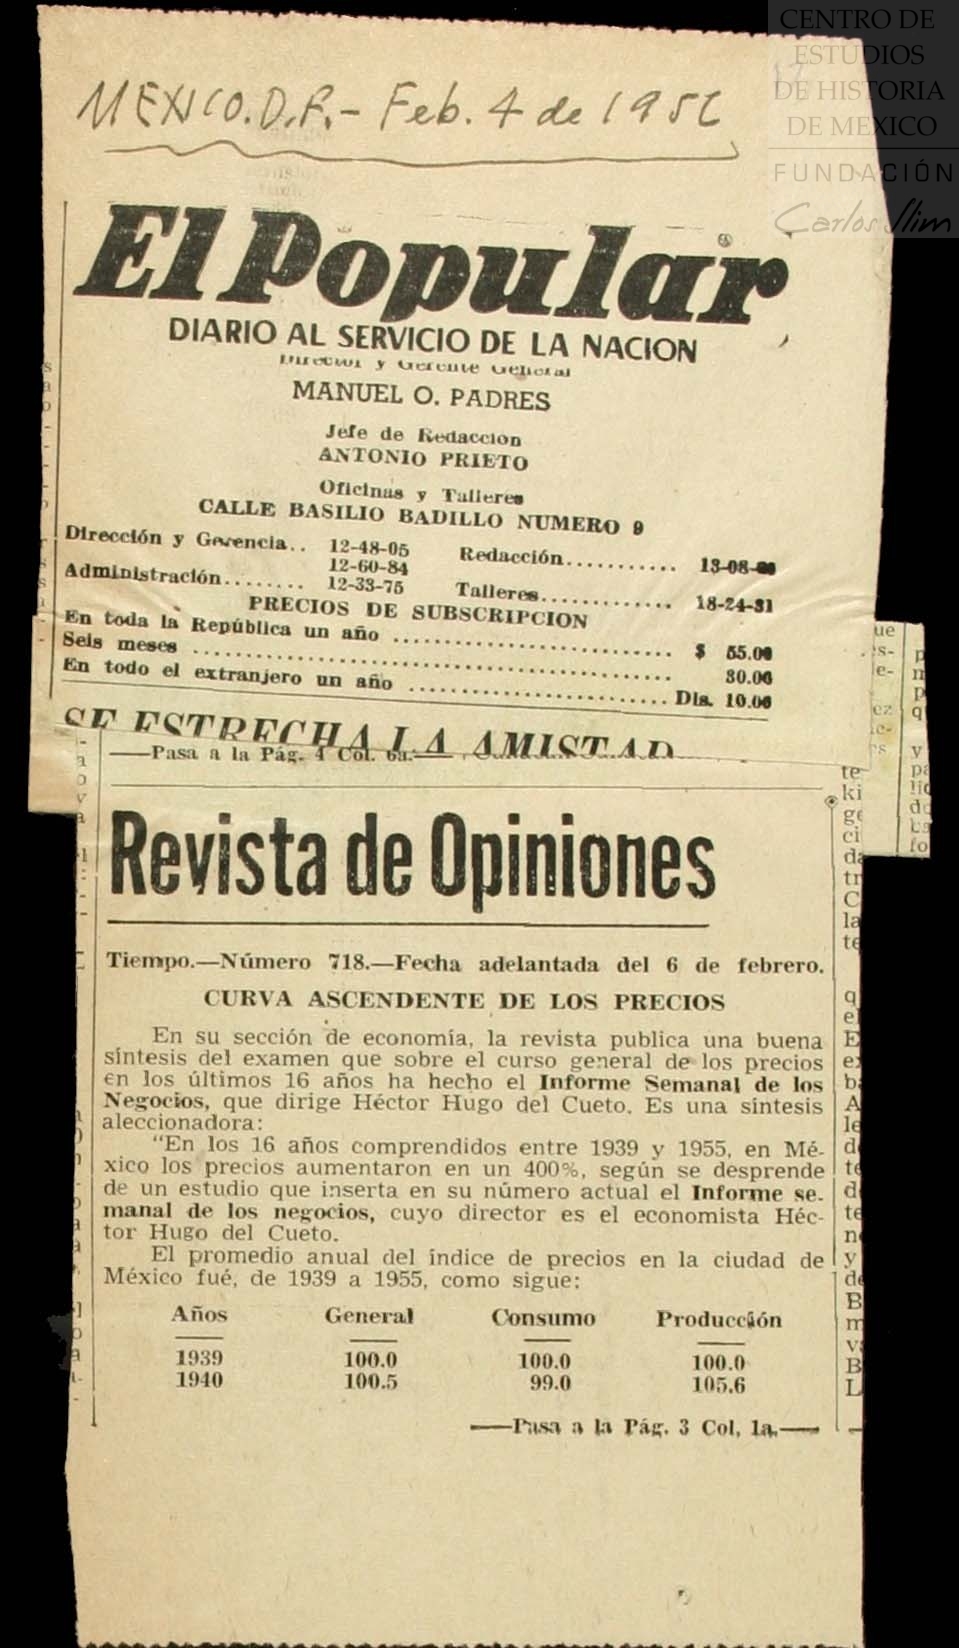 CENTRO DE
ESTUDIOS
DE HISTORIA
DE MEXICO
FUNDACIÓN
Carlos Slim
MEXICO.D.F.- Feb. 4 de 1956
El Popular
DIARIO AL SERVICIO DE LA NACION
Director y Gerente General
MANUEL O. PADRES
Jefe de Redacción
ANTONIO PRIETO
Oficinas y Talleres
CALLE BASILIO BADILLO NUMERO 9
Dirección y Gerencia.. 12-48-05 Redacción........... 13-08-
12-60-84
Administración........ 12-33-75 Talleres............. 18-24-31
PRECIOS DE SUBSCRIPCION
En toda la República un año ........................ $ 55.00
Seis meses ........................................ 30.00
En todo el extranjero un año ...................... Dls. 10.00
SE ESTRECHA LA AMISTAD
——Pasa a la Pág. 4 Col. 6a.——
Revista de Opiniones
Tiempo.—Número 718.—Fecha adelantada del 6 de febrero.
CURVA ASCENDENTE DE LOS PRECIOS
En su sección de economía, la revista publica una buena
síntesis del examen que sobre el curso general de los precios
en los últimos 16 años ha hecho el Informe Semanal de los
Negocios, que dirige Héctor Hugo del Cueto. Es una síntesis
aleccionadora:
"En los 16 años comprendidos entre 1939 y 1955, en Mé-
xico los precios aumentaron en un 400%, según se desprende
de un estudio que inserta en su número actual el Informe se-
manal de los negocios, cuyo director es el economista Héc-
tor Hugo del Cueto.
El promedio anual del índice de precios en la ciudad de
México fué, de 1939 a 1955, como sigue:
Años General Consumo Producción
1939 100.0 100.0 100.0
1940 100.5 99.0 105.6
——Pasa a la Pág. 3 Col, 1a.——